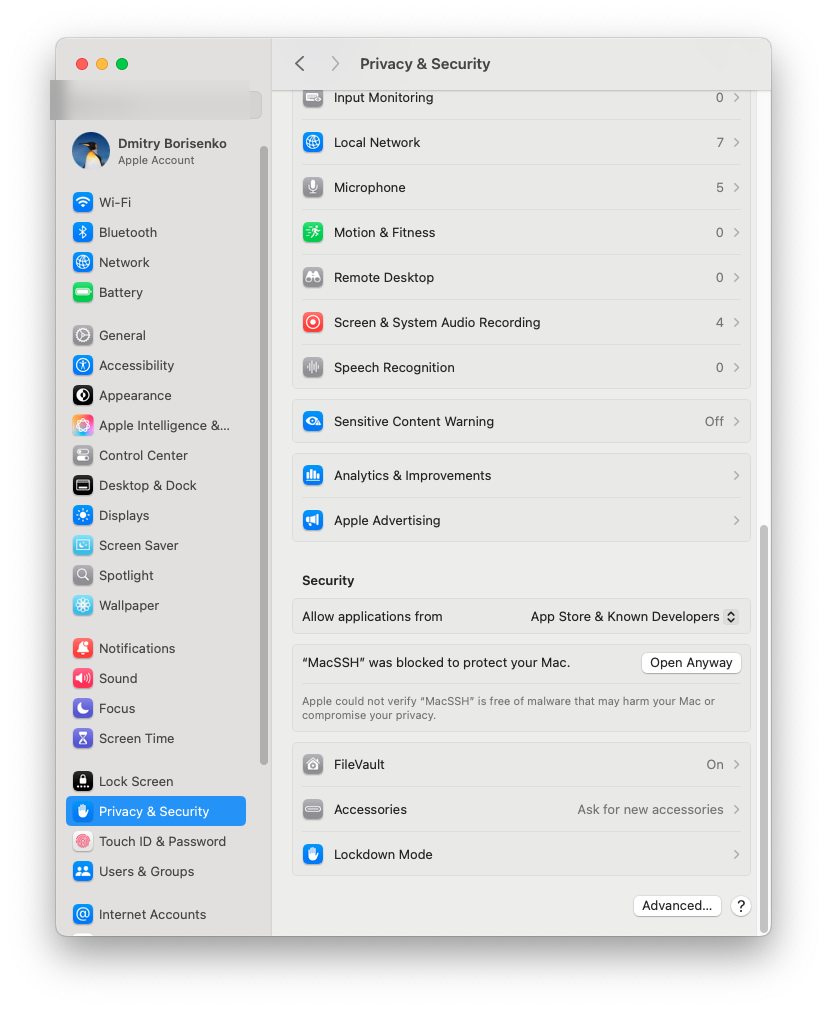 Privacy & Security
Dmitry Borisenko
Apple Account
Wi-Fi
Bluetooth
Network
Battery
General
Accessibility
Appearance
Apple Intelligence &...
Control Center
Desktop & Dock
Displays
Screen Saver
Spotlight
Wallpaper
Notifications
Sound
Focus
Screen Time
Lock Screen
Privacy & Security
Touch ID & Password
Users & Groups
Internet Accounts
Input Monitoring 0
Local Network 7
Microphone 5
Motion & Fitness 0
Remote Desktop 0
Screen & System Audio Recording 4
Speech Recognition 0
Sensitive Content Warning Off
Analytics & Improvements
Apple Advertising
Security
Allow applications from App Store & Known Developers
“MacSSH” was blocked to protect your Mac. Open Anyway
Apple could not verify “MacSSH” is free of malware that may harm your Mac or
compromise your privacy.
FileVault On
Accessories Ask for new accessories
Lockdown Mode
Advanced... ?